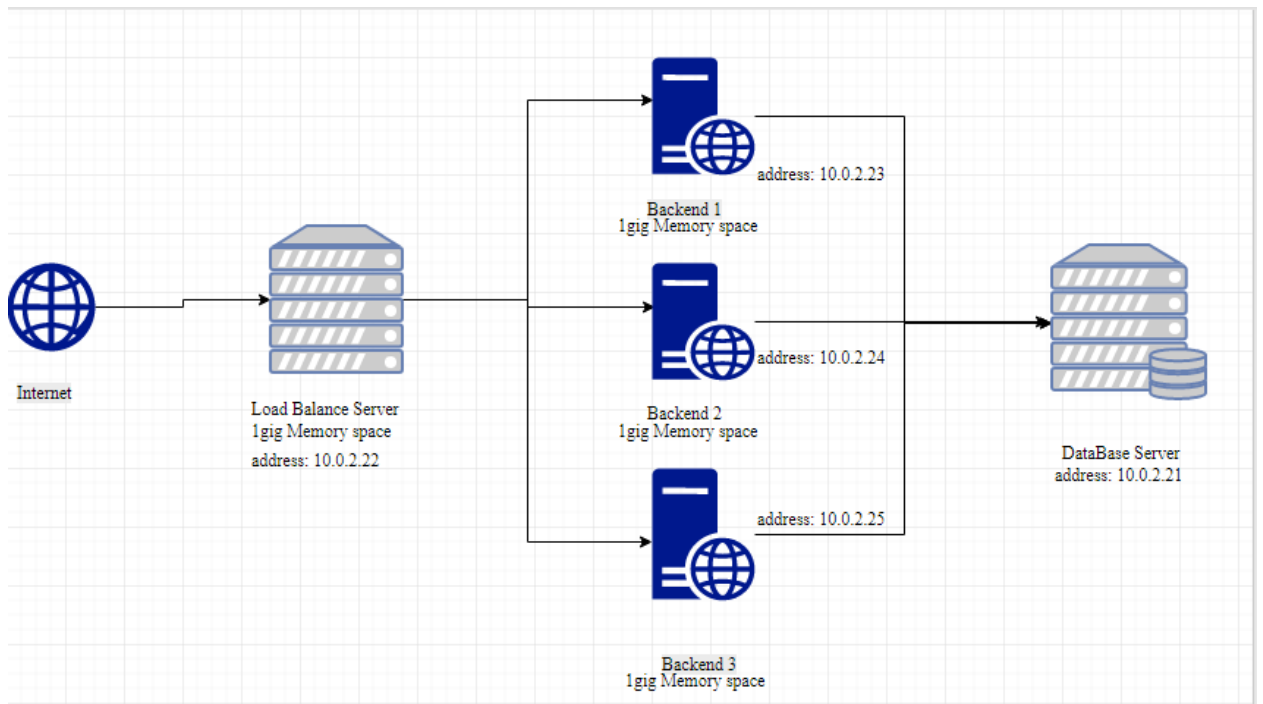 Internet
Load Balance Server
1gig Memory space
address: 10.0.2.22
address: 10.0.2.23
Backend 1
1gig Memory space
address: 10.0.2.24
Backend 2
1gig Memory space
address: 10.0.2.25
Backend 3
1gig Memory space
DataBase Server
address: 10.0.2.21